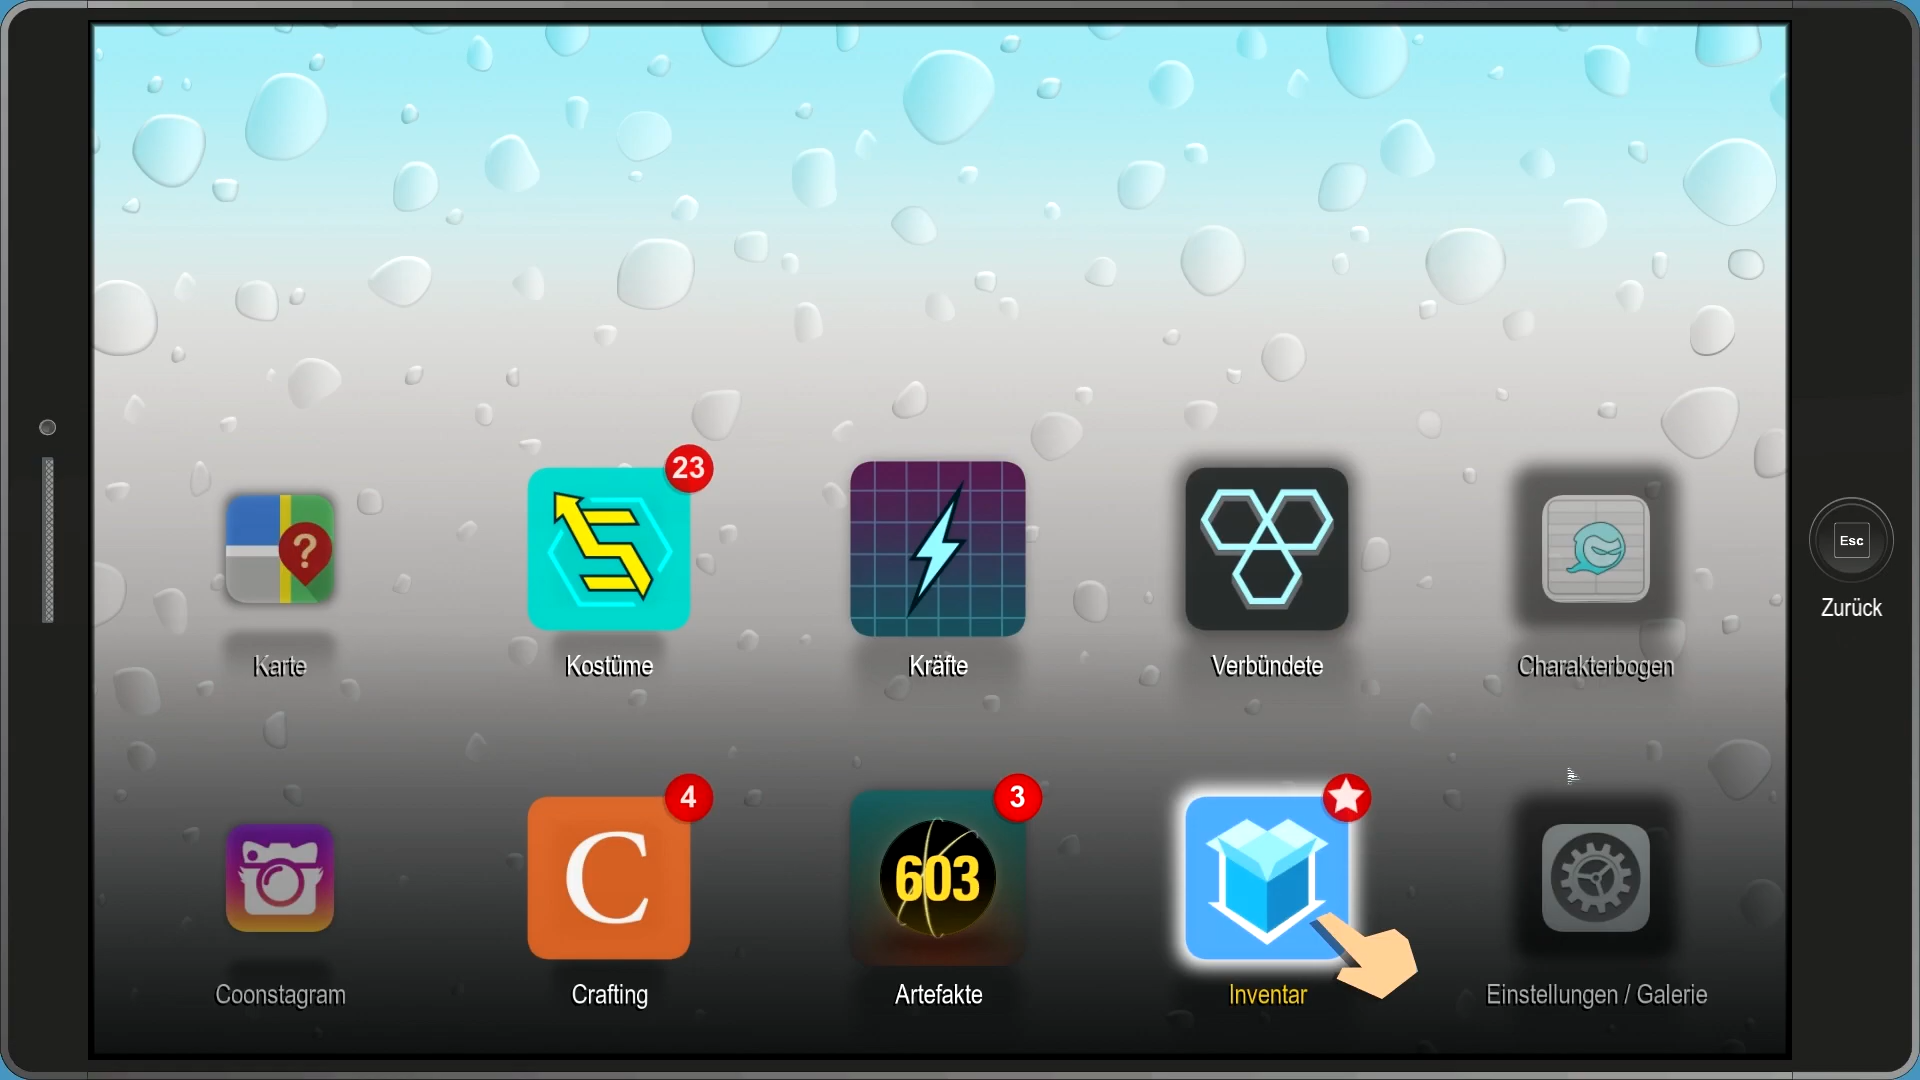 23
?
Karte
Kostüme
Kräfte
Verbündete
Charakterbogen
Esc
Zurück
4
3
C
603
Coonstagram
Crafting
Artefakte
Inventar
Einstellungen / Galerie